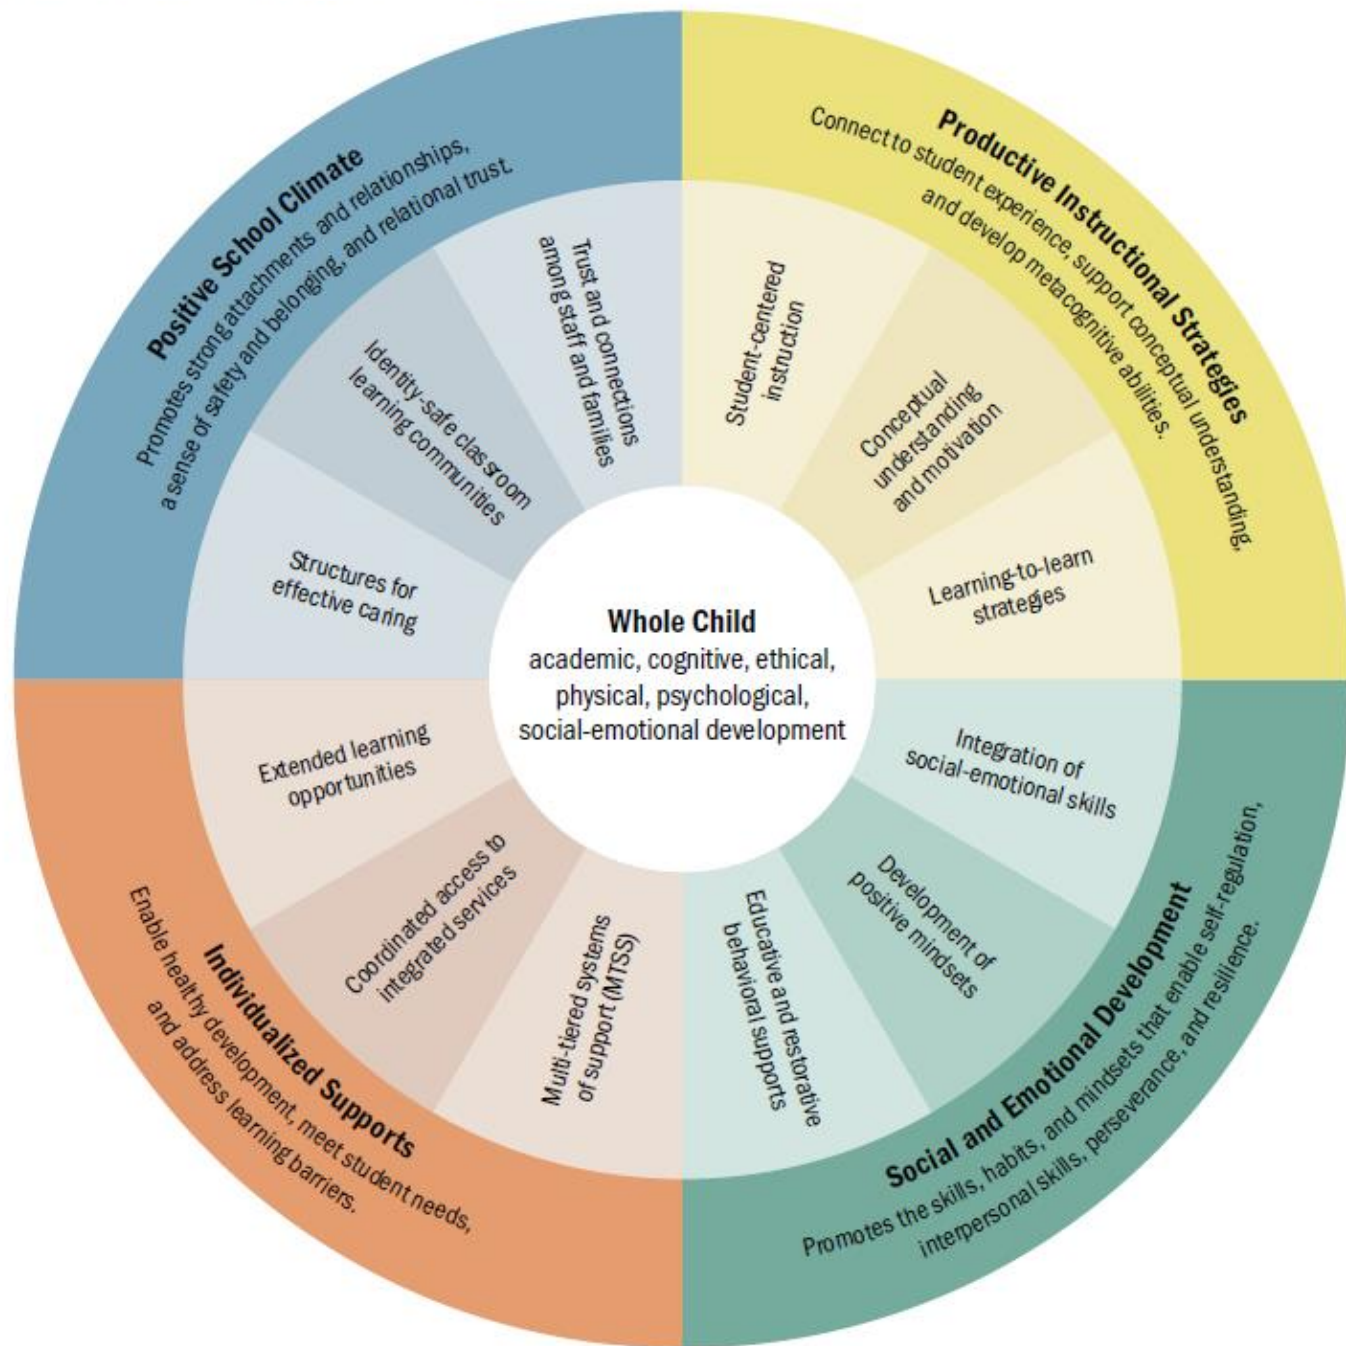 Positive School Climate
Promotes strong attachments and relationships,
a sense of safety and belonging, and relational trust.
Productive Instructional Strategies
Connect to student experience, support conceptual understanding,
and develop metacognitive abilities.
Trust and connections
among staff and families
Identity-safe classroom
learning communities
Structures for
effective caring
Student-centered
instruction
Conceptual
understanding
and motivation
Learning-to-learn
strategies
Whole Child
academic, cognitive, ethical,
physical, psychological,
social-emotional development
Extended learning
opportunities
Coordinated access to
integrated services
Multi-tiered systems
of support (MTSS)
Integration of
social-emotional skills
Development of
positive mindsets
Educative and restorative
behavioral supports
Individualized Supports
Enable healthy development, meet student needs,
and address learning barriers.
Social and Emotional Development
Promotes the skills, habits, and mindsets that enable self-regulation,
interpersonal skills, perseverance, and resilience.